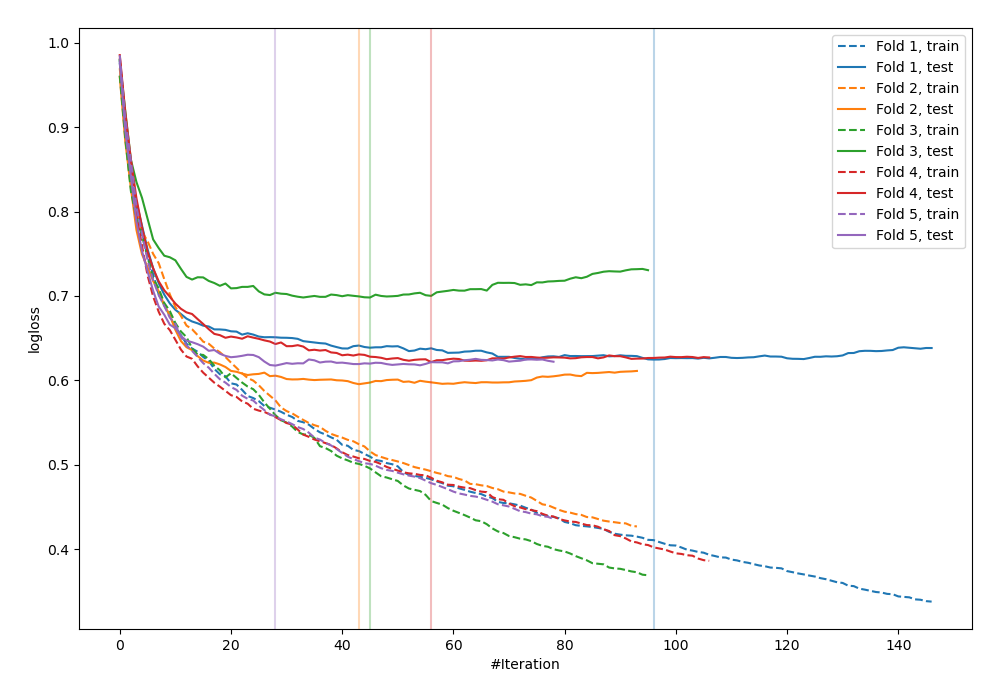 1.0
0.9
0.8
0.7
0.6
0.5
0.4
logloss
0
20
40
60
80
100
120
140
#Iteration
Fold 1, train
Fold 1, test
Fold 2, train
Fold 2, test
Fold 3, train
Fold 3, test
Fold 4, train
Fold 4, test
Fold 5, train
Fold 5, test